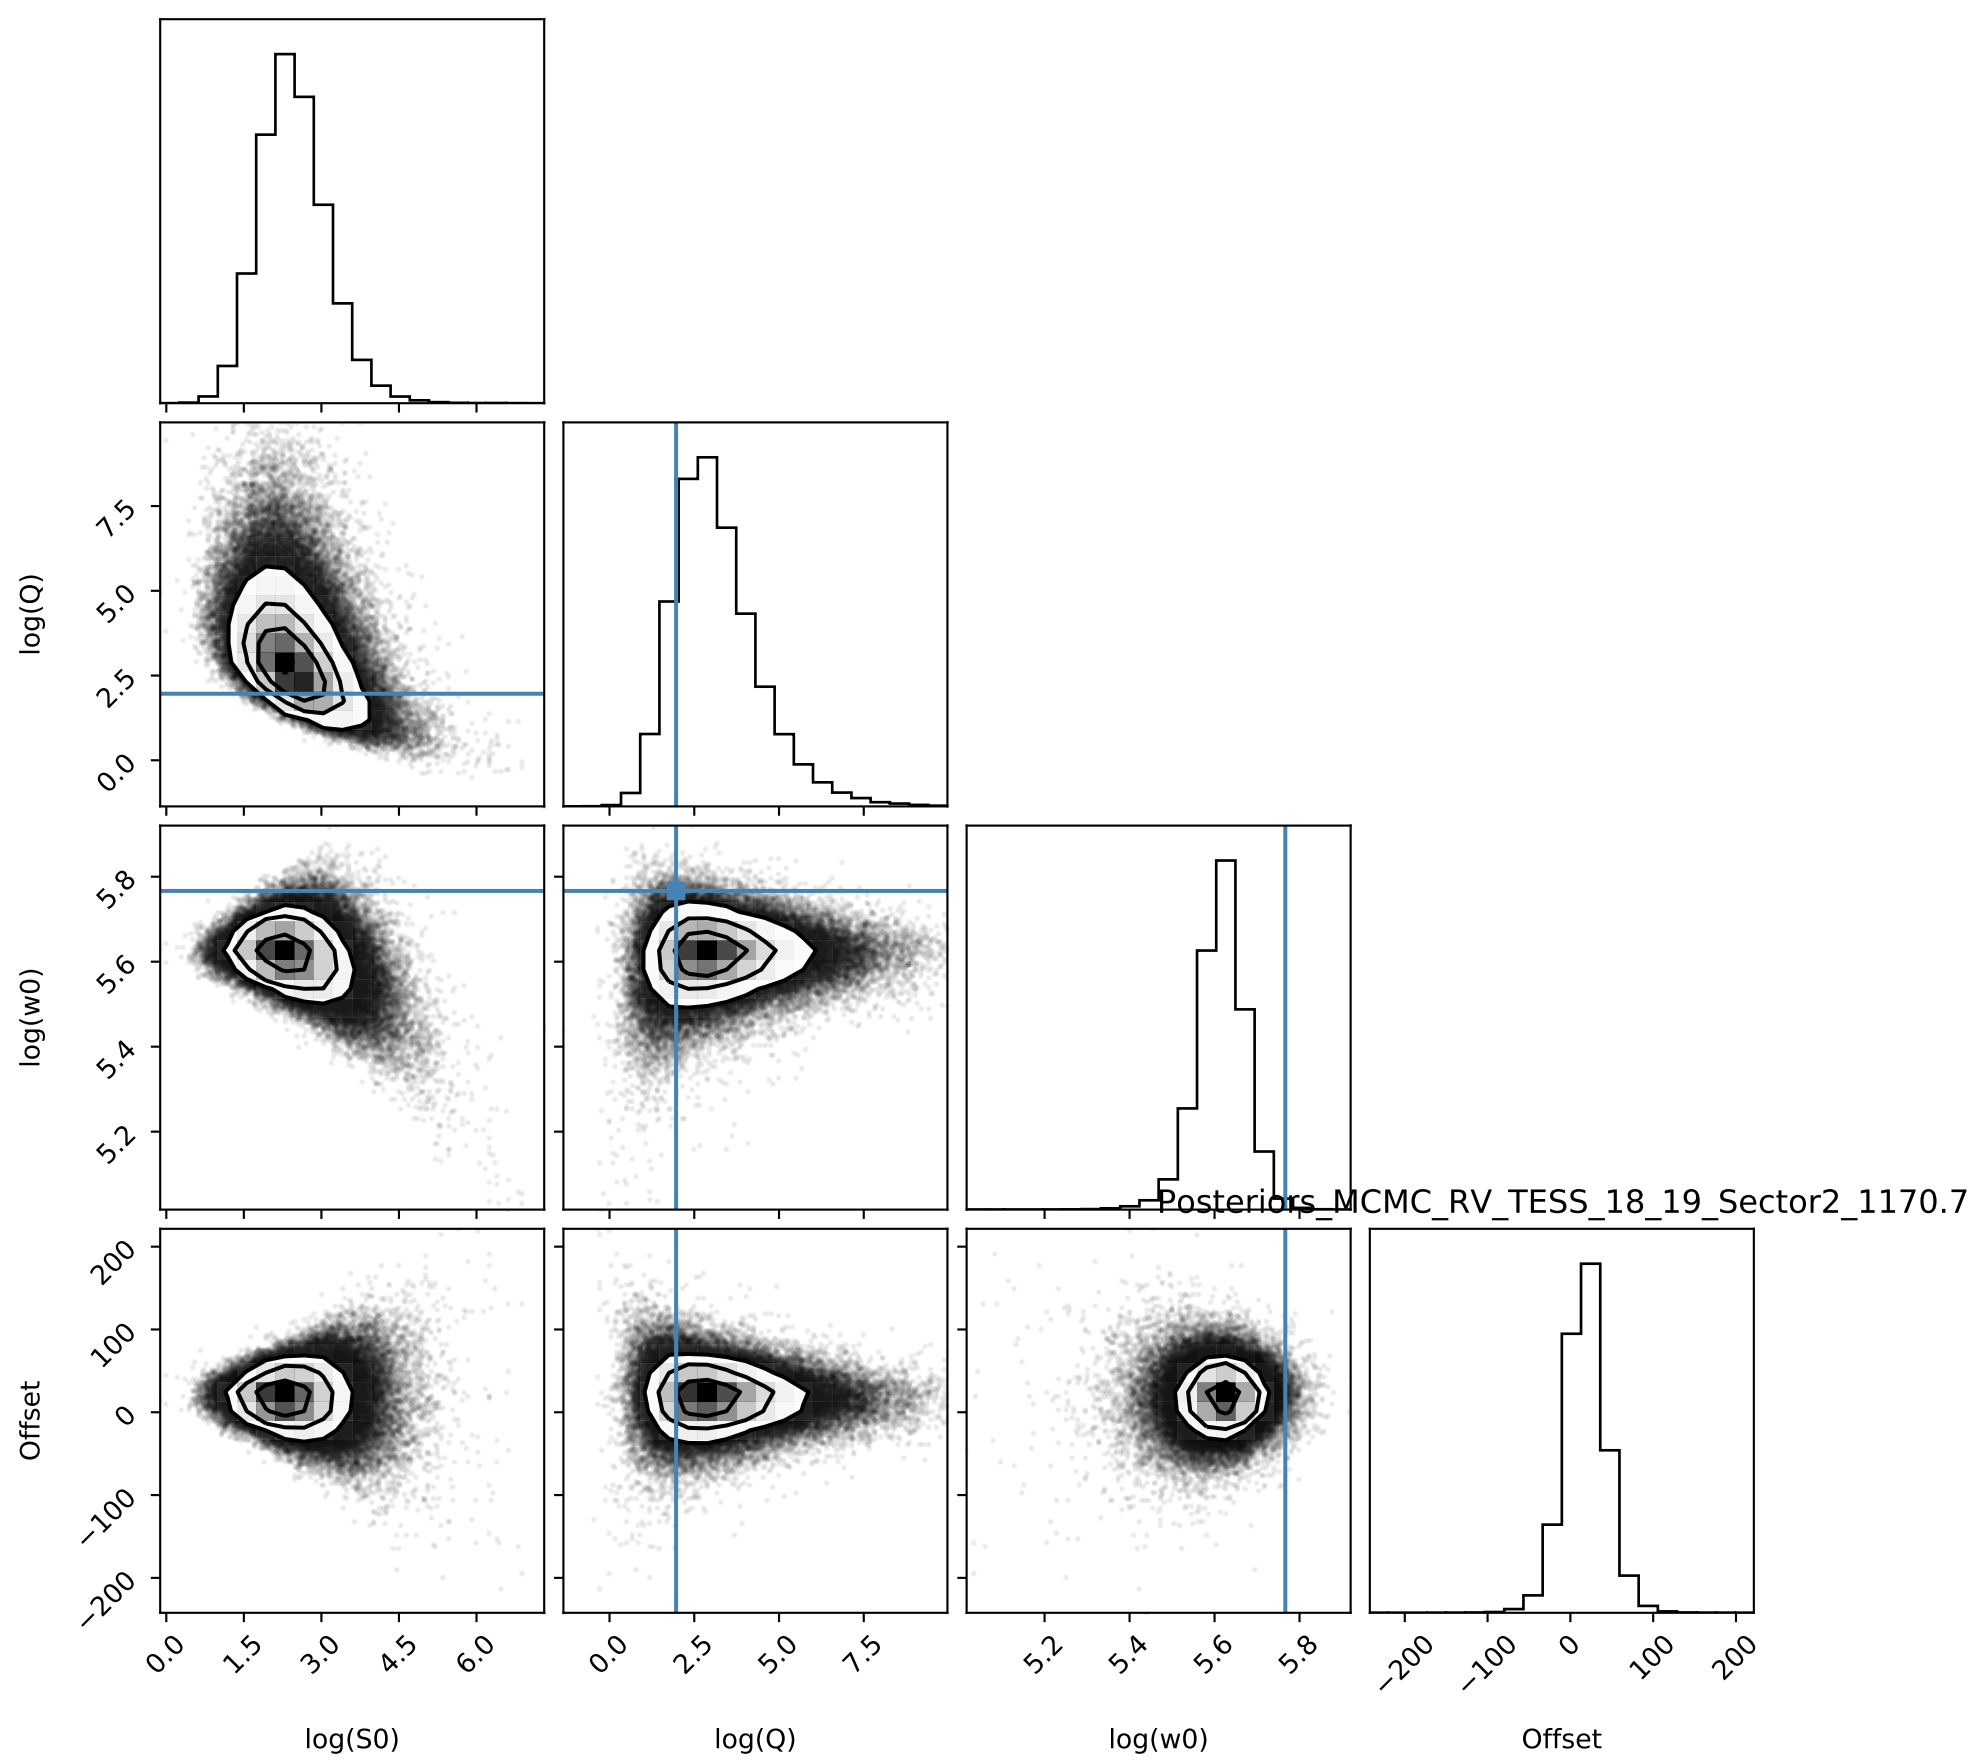 7.5
5.0
2.5
0.0
log(Q)
5.8
5.6
5.4
5.2
log(w0)
Posteriors_MCMC_RV_TESS_18_19_Sector2_1170.7
200
100
0
−100
−200
Offset
0.0 1.5 3.0 4.5 6.0
0.0 2.5 5.0 7.5
5.2 5.4 5.6 5.8
−200 −100 0 100 200
log(S0)
log(Q)
log(w0)
Offset